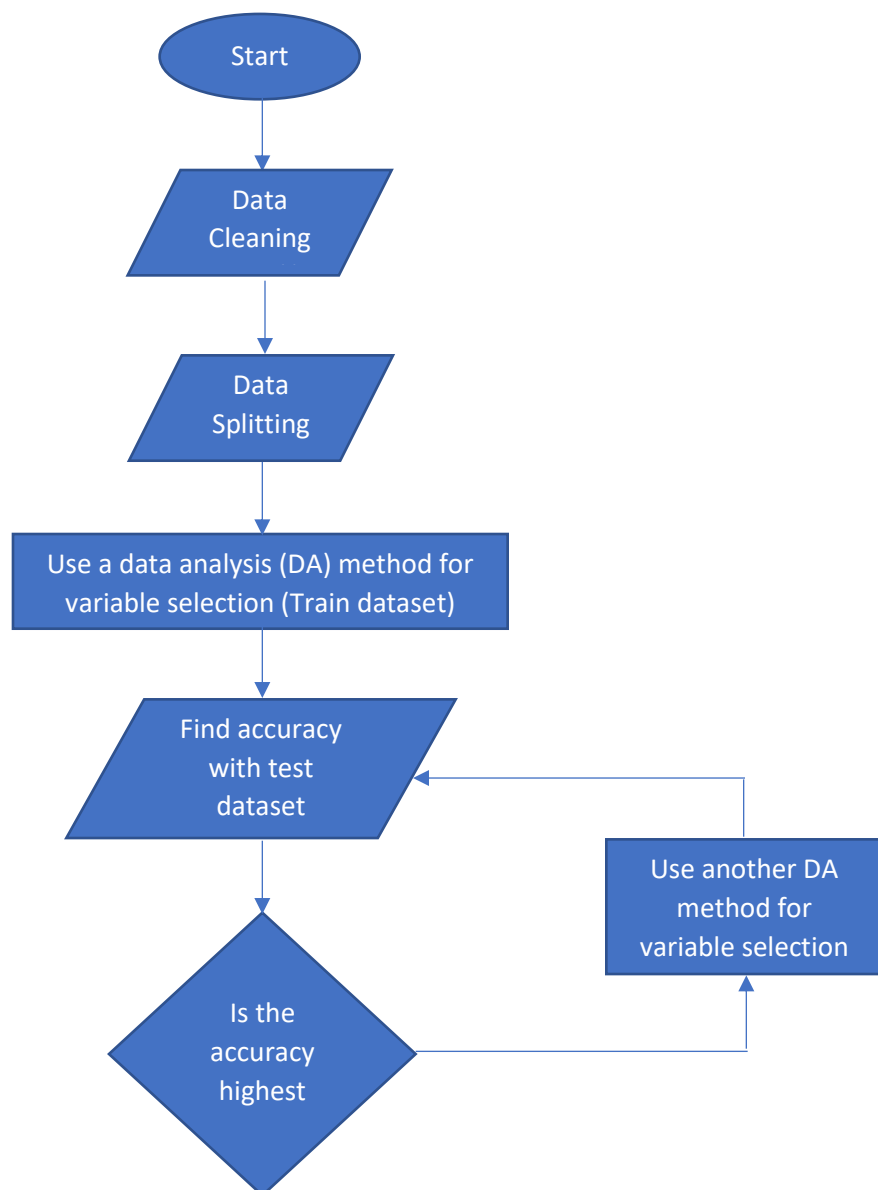 Start
Data
Cleaning
Data
Splitting
Use a data analysis (DA) method for
variable selection (Train dataset)
Find accuracy
with test
dataset
Use another DA
method for
variable selection
Is the
accuracy
highest